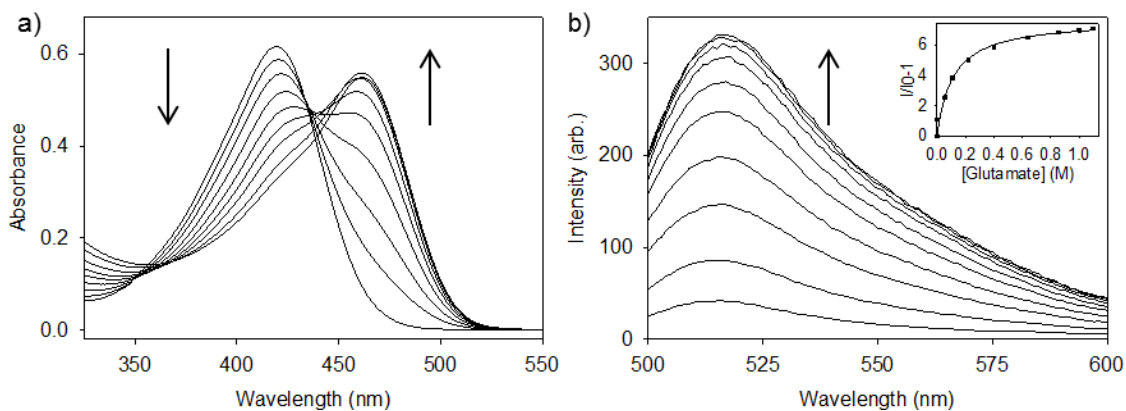 a)
0.6
0.4
0.2
0.0
Absorbance
350 400 450 500 550
Wavelength (nm)
b)
300
200
100
0
Intensity (arb.)
500 525 550 575 600
Wavelength (nm)
6
4
2
0
I/I0-1
0.0 0.2 0.4 0.6 0.8 1.0
[Glutamate] (M)